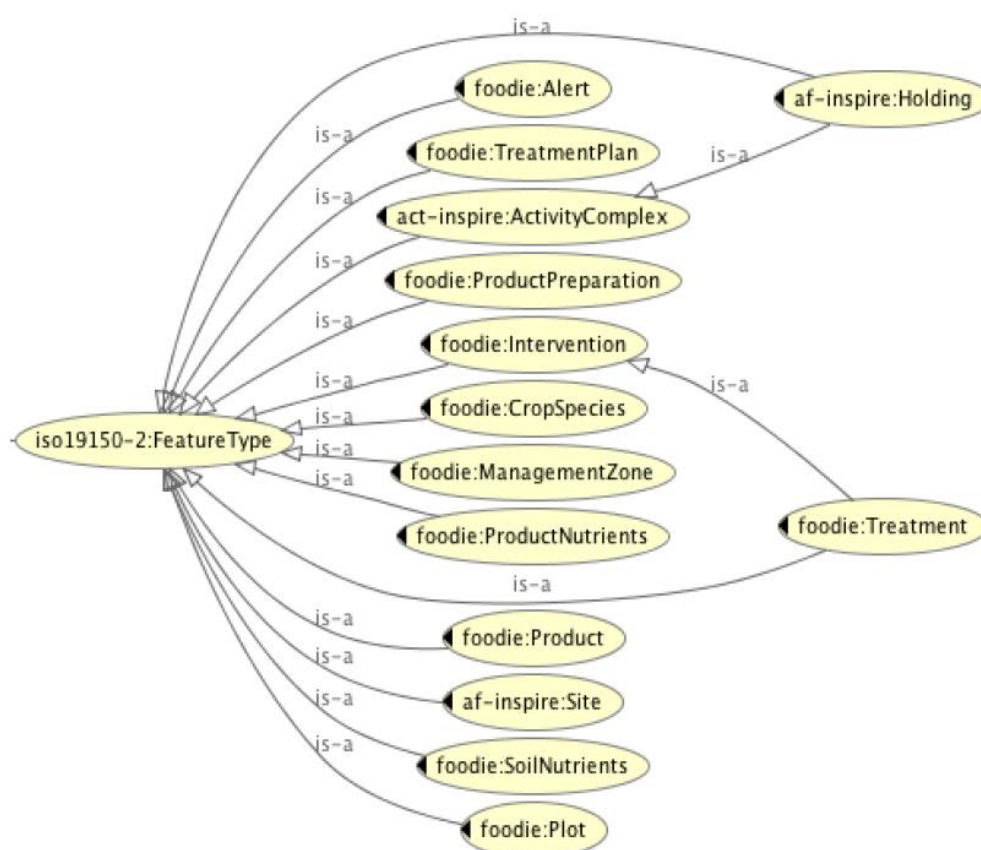 is-a
foodie:Alert
af-inspire:Holding
is-a
foodie:TreatmentPlan
is-a
is-a
act-inspire:ActivityComplex
is-a
foodie:ProductPreparation
is-a
is-a
foodie:Intervention
is-a
is-a
foodie:CropSpecies
is-a
iso19150-2:FeatureType
is-a
foodie:ManagementZone
is-a
foodie:Treatment
foodie:ProductNutrients
is-a
is-a
foodie:Product
is-a
af-inspire:Site
is-a
is-a
foodie:SoilNutrients
foodie:Plot